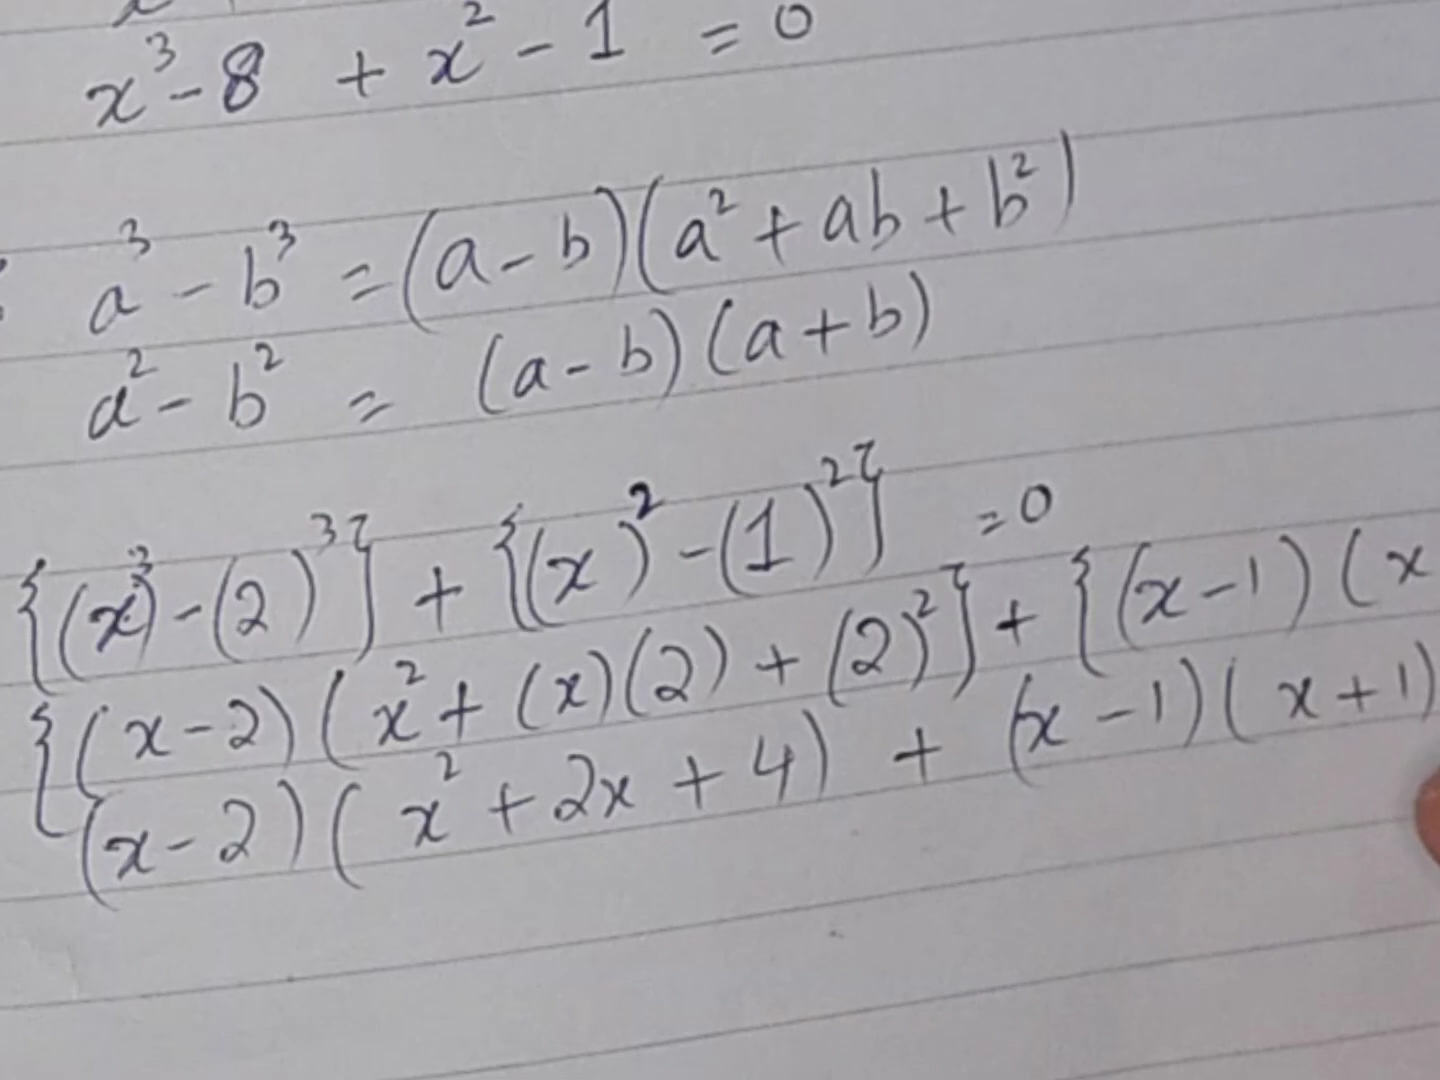 x³ - 8 + x² - 1 = 0
a³ - b³ = (a - b)(a² + ab + b²)
a² - b² = (a - b)(a + b)
{(x)³ - (2)³} + {(x)² - (1)²} = 0
{(x - 2)(x² + (x)(2) + (2)²} + {(x - 1)(x
(x - 2)(x² + 2x + 4) + (x - 1)(x + 1)